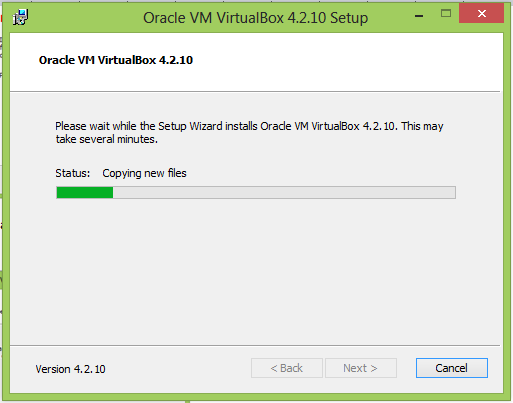 Oracle VM VirtualBox 4.2.10 Setup
Oracle VM VirtualBox 4.2.10
Please wait while the Setup Wizard installs Oracle VM VirtualBox 4.2.10. This may
take several minutes.
Status: Copying new files
Version 4.2.10 < Back Next > Cancel